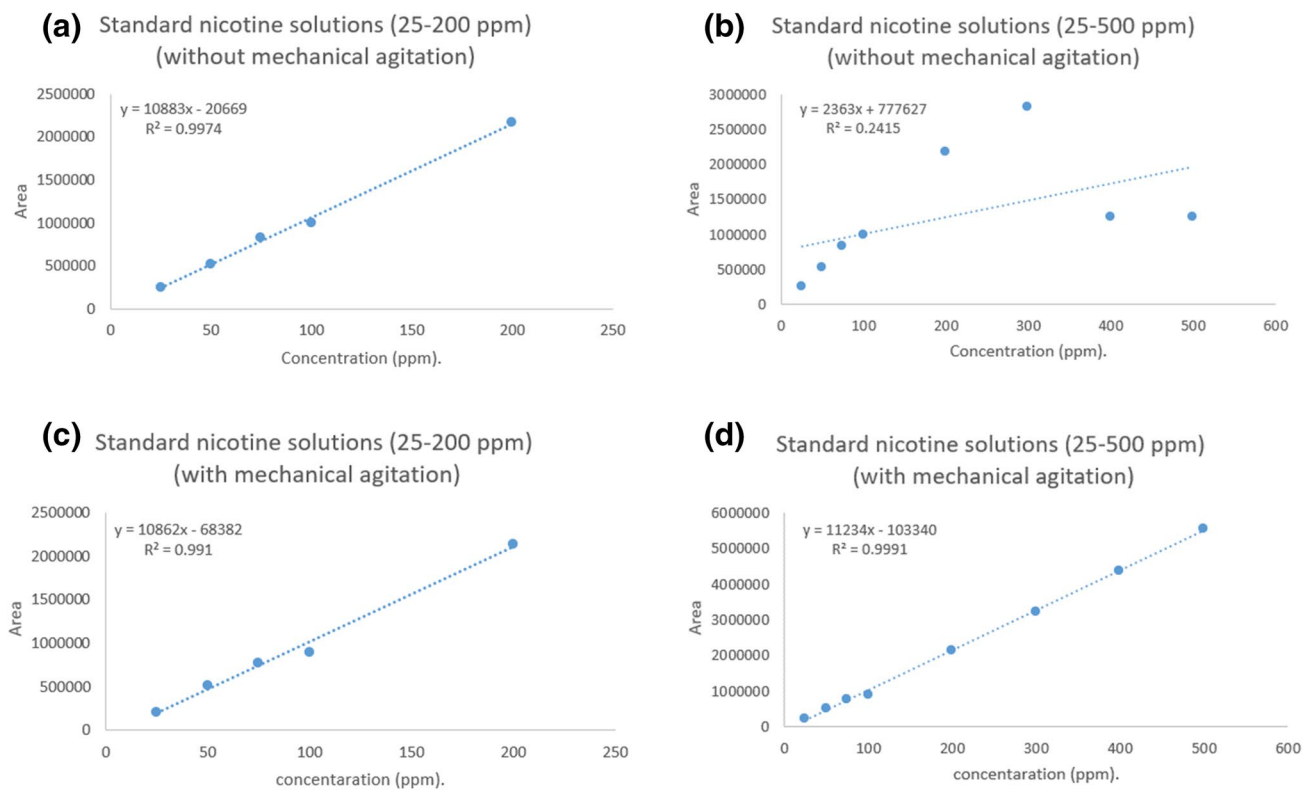 (a)
Standard nicotine solutions (25-200 ppm)
(without mechanical agitation)
y = 10883x - 20669
R² = 0.9974
2500000
2000000
1500000
1000000
500000
0
Area
0 50 100 150 200 250
Concentration (ppm).
(b)
Standard nicotine solutions (25-500 ppm)
(without mechanical agitation)
y = 2363x + 777627
R² = 0.2415
3000000
2500000
2000000
1500000
1000000
500000
0
Area
0 100 200 300 400 500 600
Concentration (ppm).
(c)
Standard nicotine solutions (25-200 ppm)
(with mechanical agitation)
y = 10862x - 68382
R² = 0.991
2500000
2000000
1500000
1000000
500000
0
Area
0 50 100 150 200 250
concentaration (ppm).
(d)
Standard nicotine solutions (25-500 ppm)
(with mechanical agitation)
y = 11234x - 103340
R² = 0.9991
6000000
5000000
4000000
3000000
2000000
1000000
0
Area
0 100 200 300 400 500 600
concentaration (ppm).